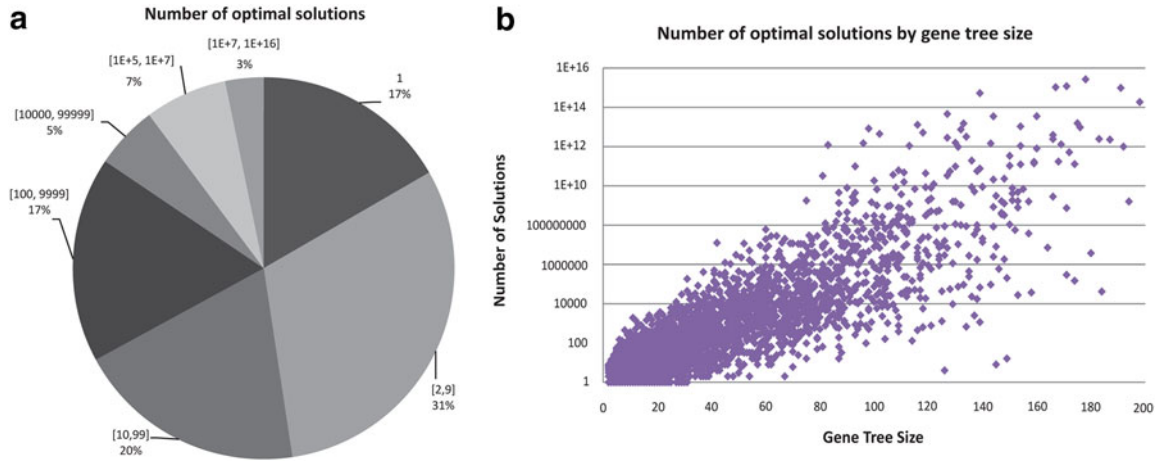 a
Number of optimal solutions
[1E+7, 1E+16]
3%
1
17%
[1E+5, 1E+7]
7%
[10000, 99999]
5%
[100, 9999]
17%
[2,9]
31%
[10,99]
20%
b
Number of optimal solutions by gene tree size
Number of Solutions
1E+16
1E+14
1E+12
1E+10
100000000
1000000
10000
100
1
0 20 40 60 80 100 120 140 160 180 200
Gene Tree Size